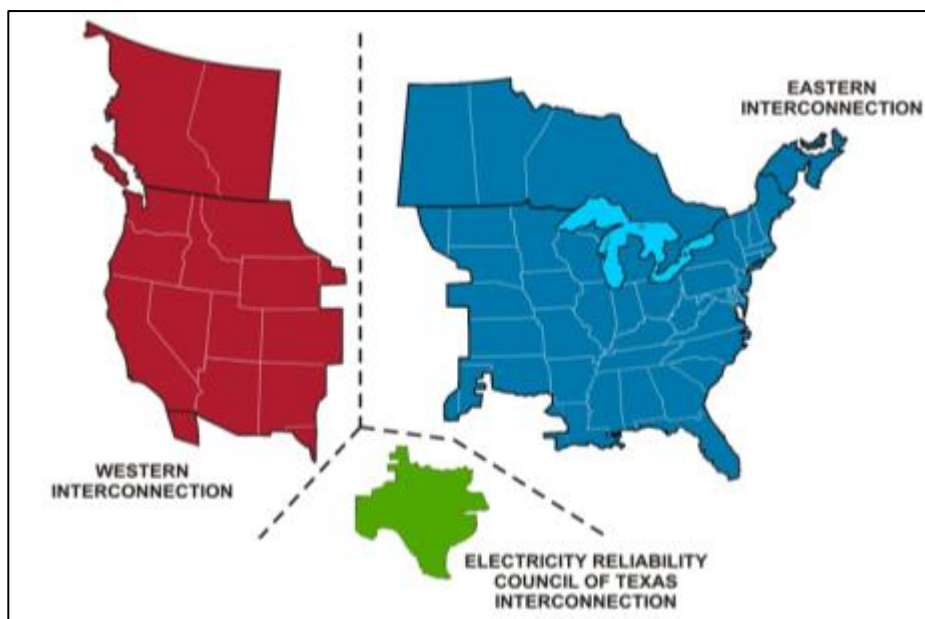 EASTERN
INTERCONNECTION
WESTERN
INTERCONNECTION
ELECTRICITY RELIABILITY
COUNCIL OF TEXAS
INTERCONNECTION